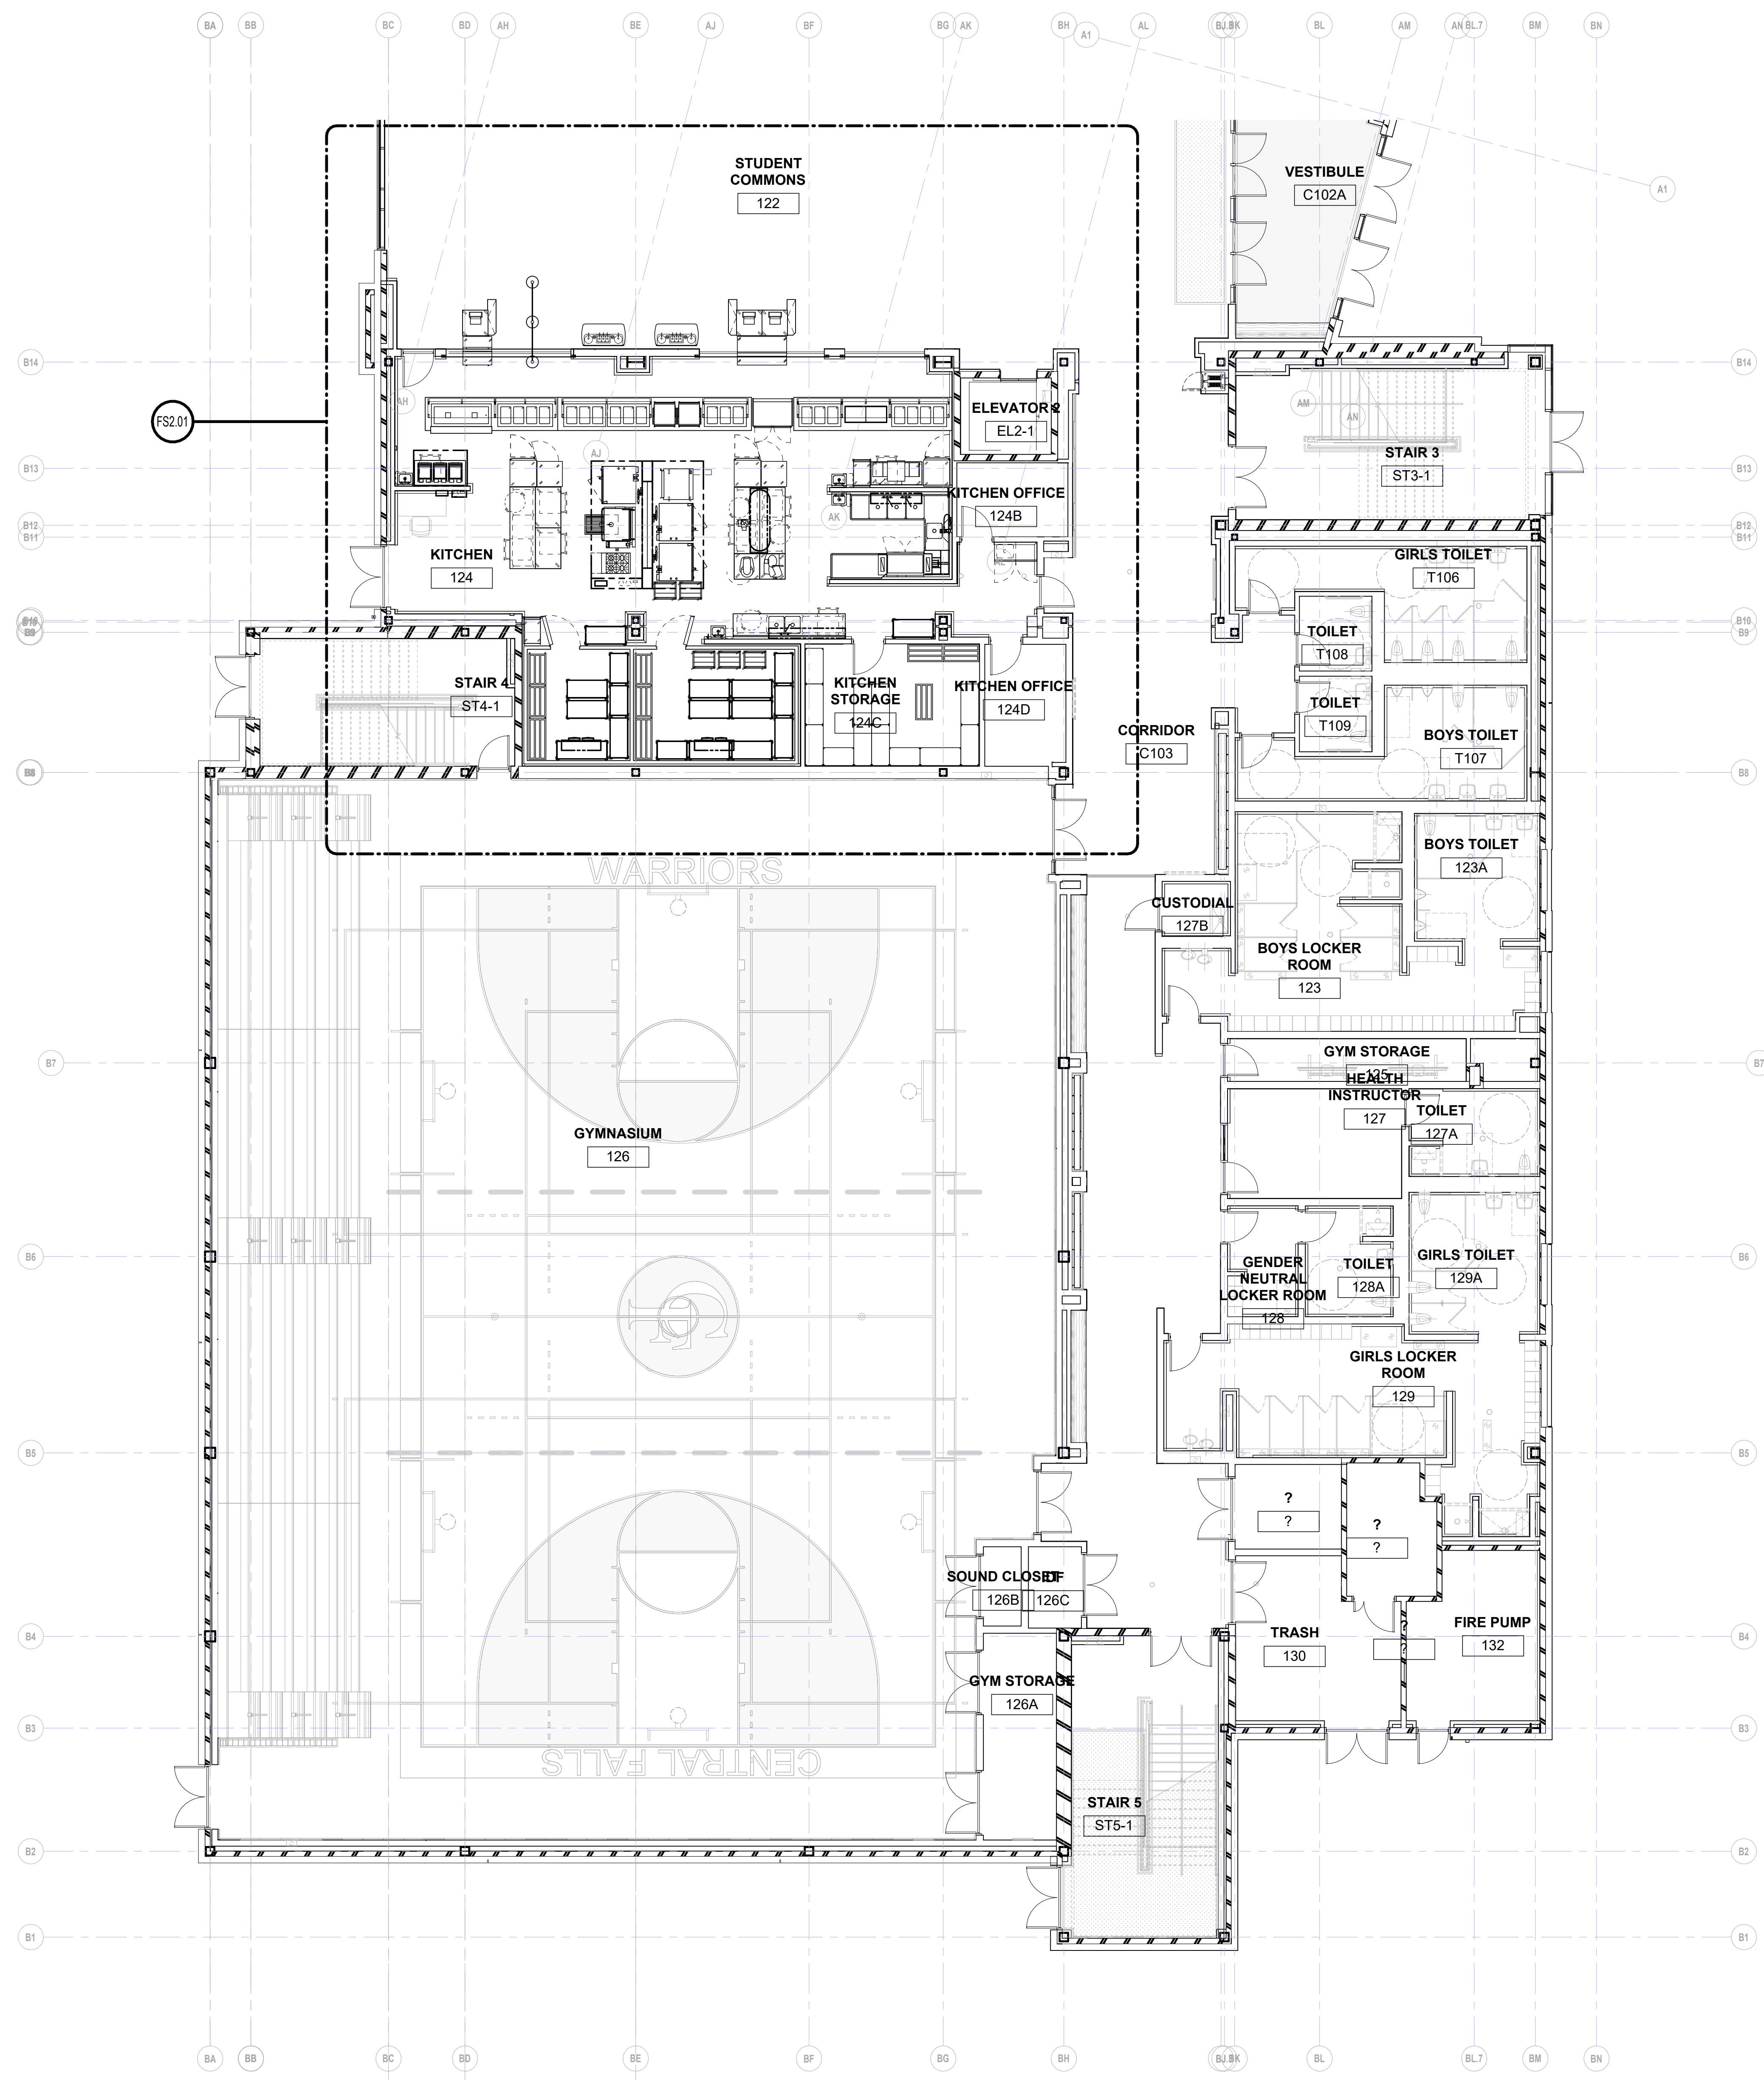 BA
BB
BC
BD
AH
BE
AJ
BF
BG
AK
BH
A1
AL
BK
BL
AM
AN
BL.7
BM
BN
A1
STUDENT
COMMONS
122
VESTIBULE
C102A
B14
B14
FS2.01
AH
AM
AN
ELEVATOR 2
EL2-1
STAIR 3
ST3-1
B13
B13
AJ
KITCHEN OFFICE
124B
AK
B12
B11
B12
B11
KITCHEN
124
GIRLS TOILET
T106
B10
B9
TOILET
T108
STAIR 4
ST4-1
KITCHEN
STORAGE
124C
KITCHEN OFFICE
124D
TOILET
T109
CORRIDOR
C103
BOYS TOILET
T107
B8
BOYS TOILET
123A
WARRIORS
CUSTODIAL
127B
BOYS LOCKER
ROOM
123
B7
B7
GYM STORAGE
125
HEALTH
INSTRUCTOR
127
TOILET
127A
GYMNASIUM
126
B6
B6
GENDER
NEUTRAL
LOCKER ROOM
128
TOILET
128A
GIRLS TOILET
129A
CF
GIRLS LOCKER
ROOM
129
B5
B5
?
?
?
?
SOUND CLOSET
126B
IDF
126C
B4
B4
TRASH
130
?
?
FIRE PUMP
132
GYM STORAGE
126A
B3
B3
CENTRAL FALLS
STAIR 5
ST5-1
B2
B2
B1
B1
BA
BB
BC
BD
BE
BF
BG
BH
BK
BL
BL.7
BM
BN